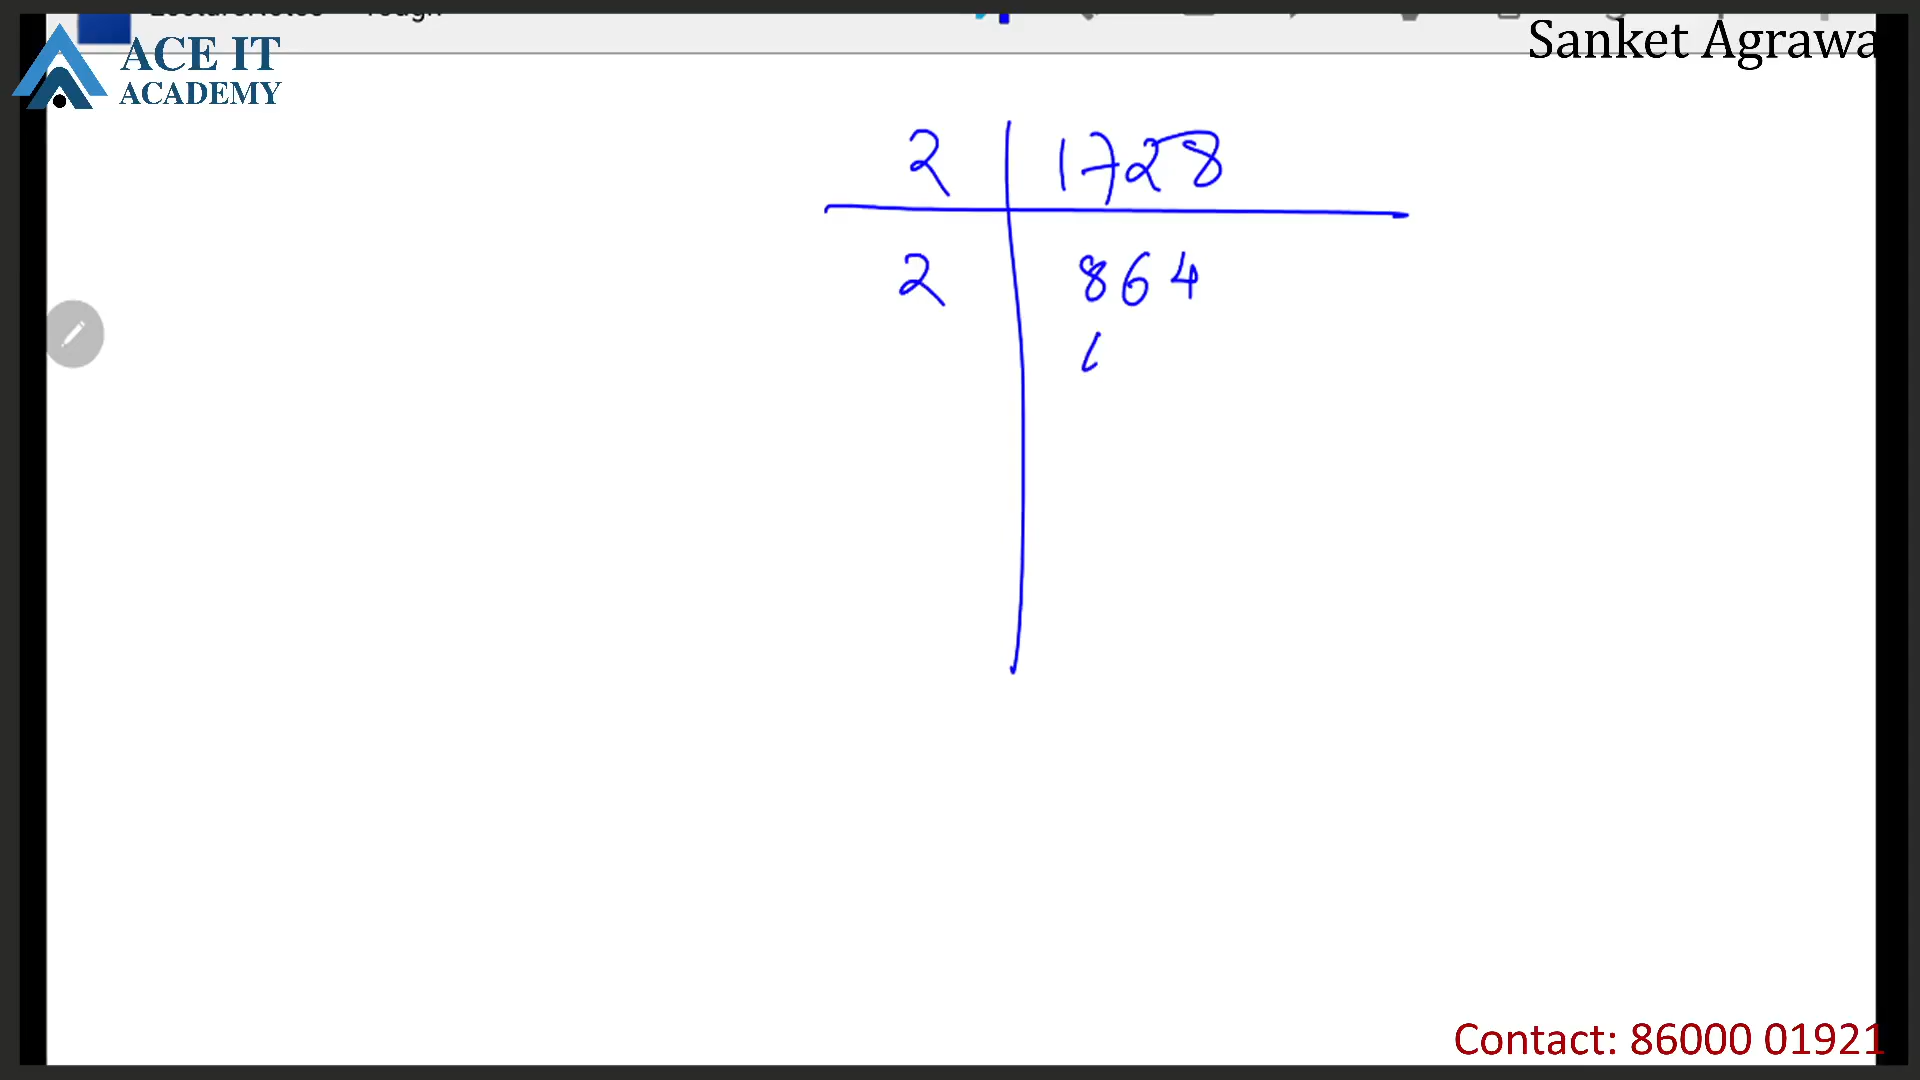 ACE IT
ACADEMY
Sanket Agrawa
2 1728
2 864
Contact: 86000 01921